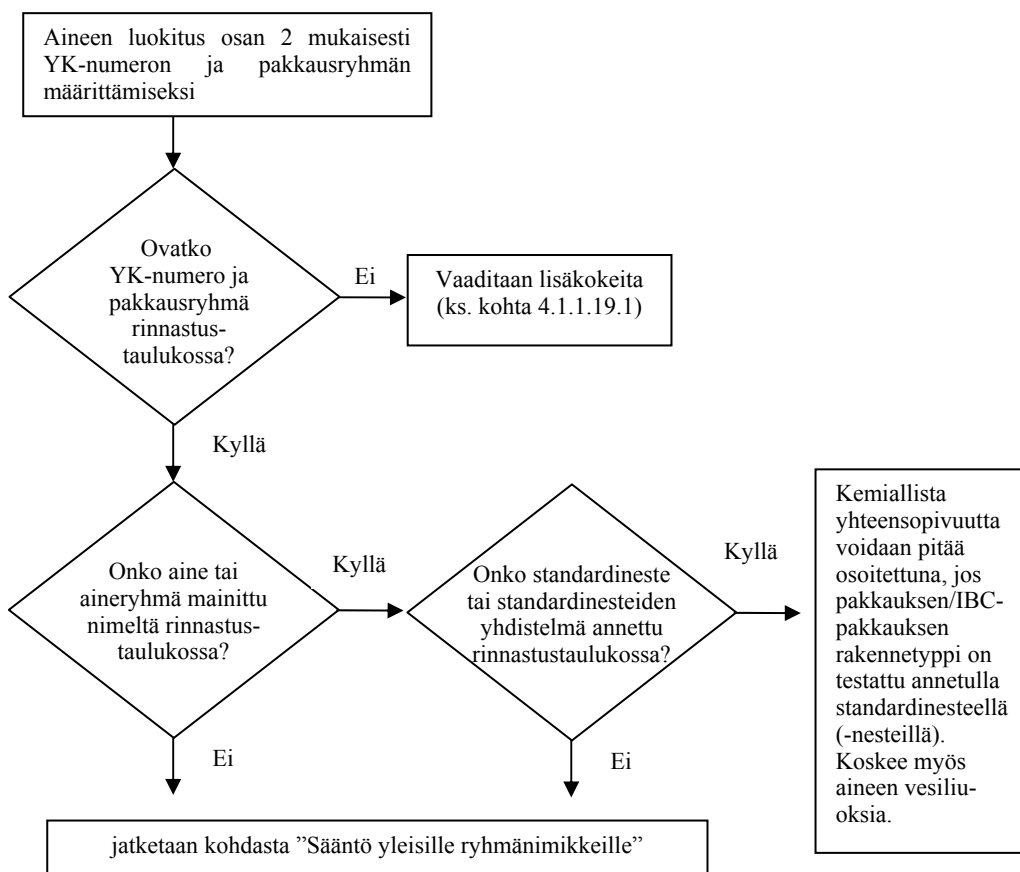 Aineen luokitus osan 2 mukaisesti
YK-numeron ja pakkausryhmän
määrittämiseksi
Ovatko
YK-numero ja
pakkausryhmä
rinnastus-
taulukossa?
Ei
Vaaditaan lisäkokeita
(ks. kohta 4.1.1.19.1)
Kyllä
Onko aine tai
aineryhmä mainittu
nimeltä rinnastus-
taulukossa?
Kyllä
Onko standardineste
tai standardinesteiden
yhdistelmä annettu
rinnastustaulukossa?
Kyllä
Kemiallista
yhteensopivuutta
voidaan pitää
osoitettuna, jos
pakkauksen/IBC-
pakkauksen
rakennetyppi on
testattu annetulla
standardinesteellä
(-nesteillä).
Koskee myös
aineen vesiliu-
oksia.
Ei
Ei
jatketaan kohdasta ”Sääntö yleisille ryhmänimikkeille”